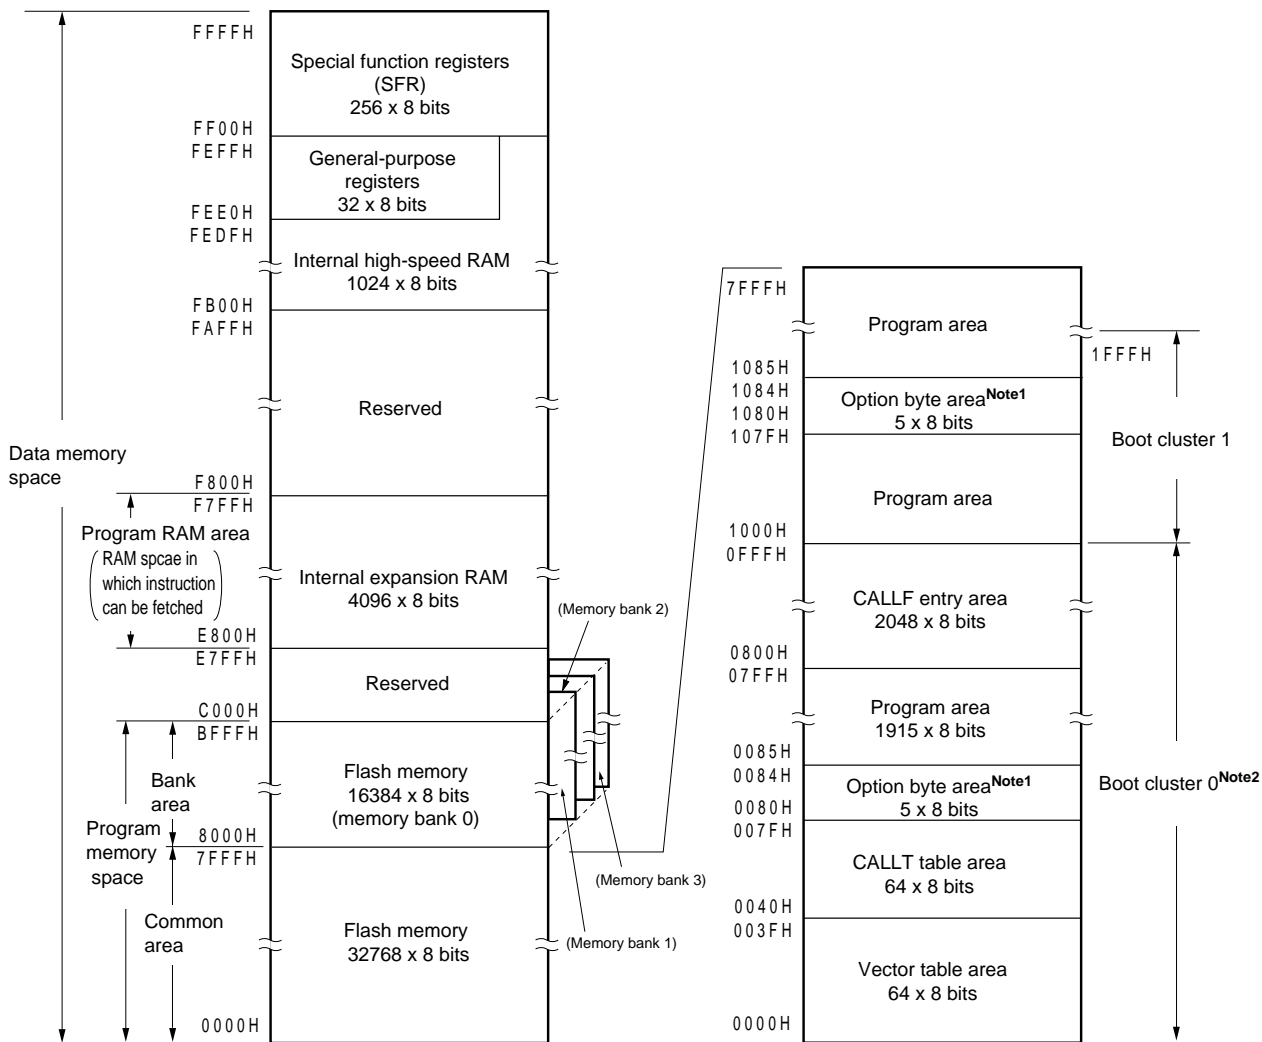 FFFFH
Special function registers
(SFR)
256 x 8 bits
FF00H
FEFFH
General-purpose
registers
32 x 8 bits
FEE0H
FEDFH
Internal high-speed RAM
1024 x 8 bits
FB00H
FAFFH
Reserved
Data memory
space
F800H
F7FFH
Program RAM area
RAM spcae in
which instruction
can be fetched
Internal expansion RAM
4096 x 8 bits
(Memory bank 2)
E800H
E7FFH
Reserved
C000H
BFFFH
Bank
area
Flash memory
16384 x 8 bits
(memory bank 0)
Program
memory
space
8000H
7FFFH
(Memory bank 3)
Common
area
(Memory bank 1)
Flash memory
32768 x 8 bits
0000H
7FFFH
Program area
1FFFH
1085H
1084H
Option byte area Note1
5 x 8 bits
1080H
107FH
Boot cluster 1
Program area
1000H
0FFFH
CALLF entry area
2048 x 8 bits
0800H
07FFH
Program area
1915 x 8 bits
0085H
0084H
Option byte area Note1
5 x 8 bits
Boot cluster 0 Note2
0080H
007FH
CALLT table area
64 x 8 bits
0040H
003FH
Vector table area
64 x 8 bits
0000H